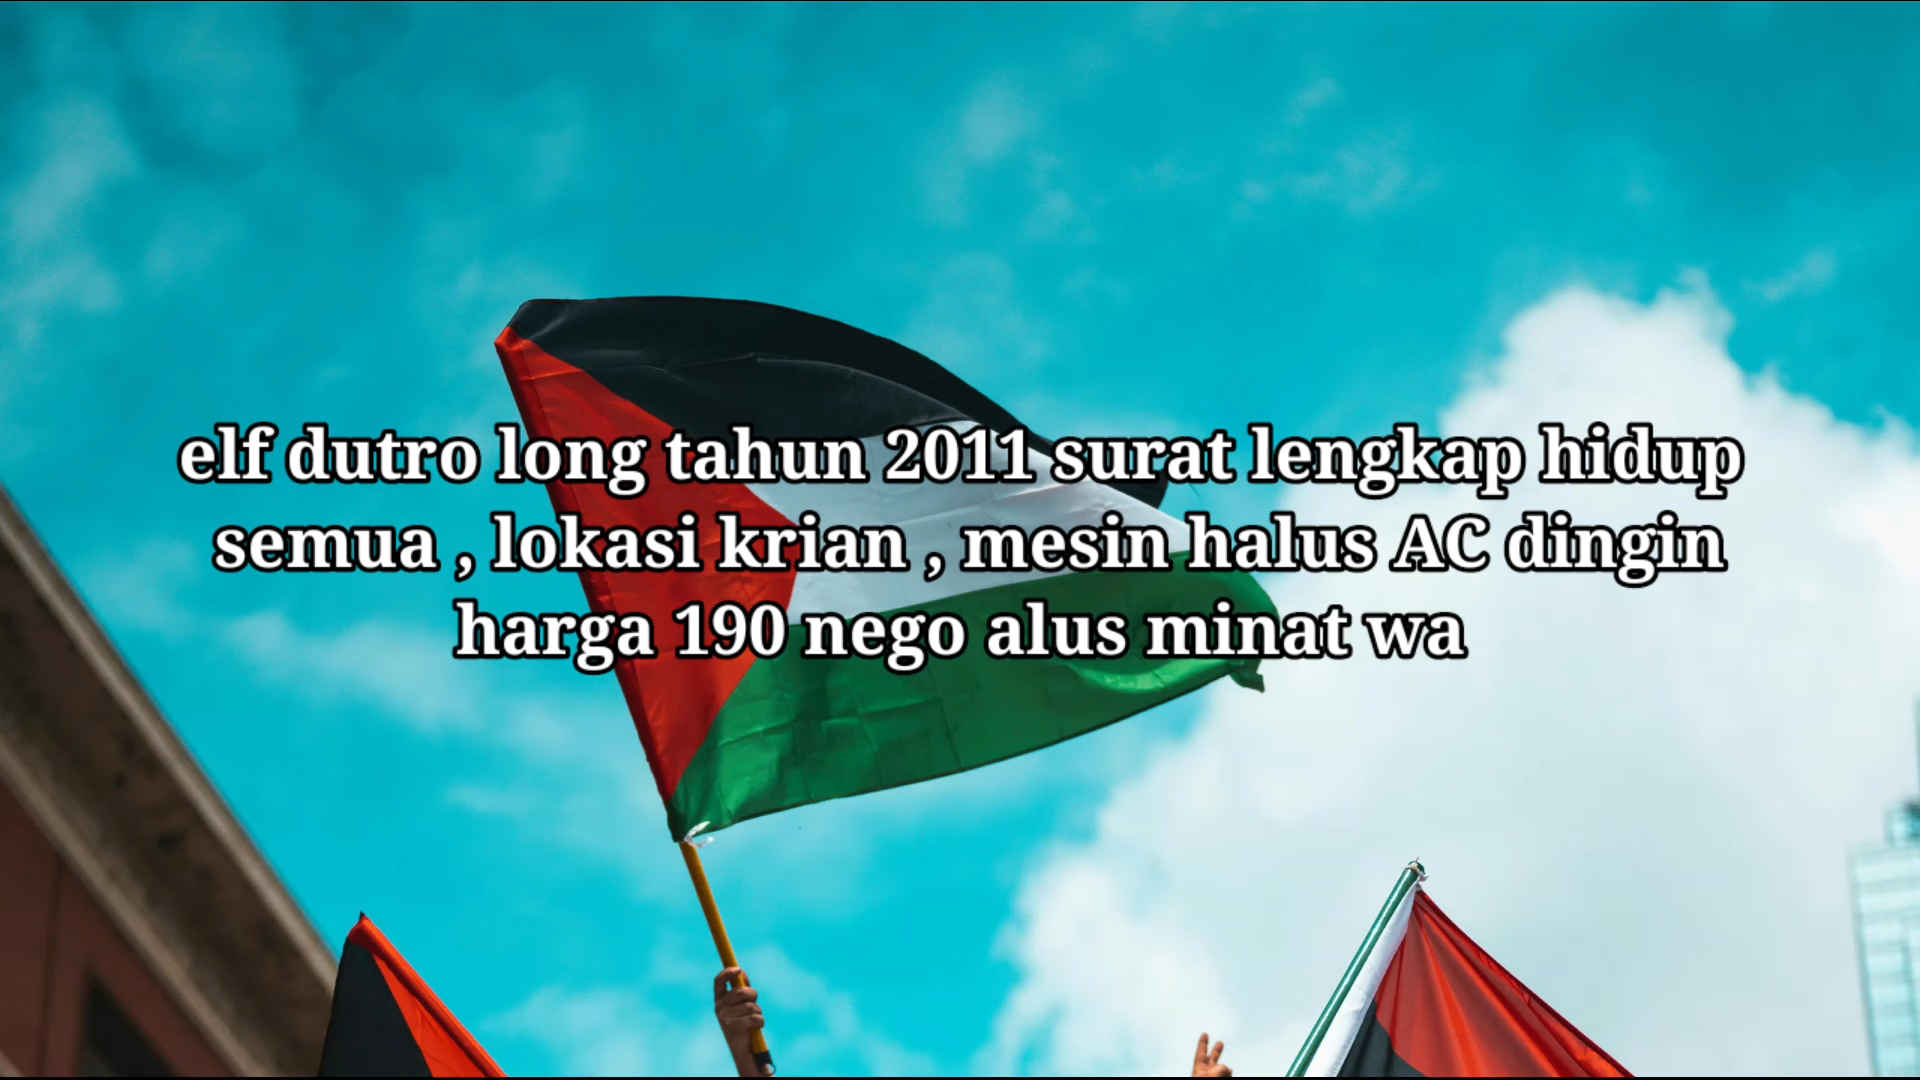 elf dutro long tahun 2011 surat lengkap hidup
semua , lokasi krian , mesin halus AC dingin
harga 190 nego alus minat wa